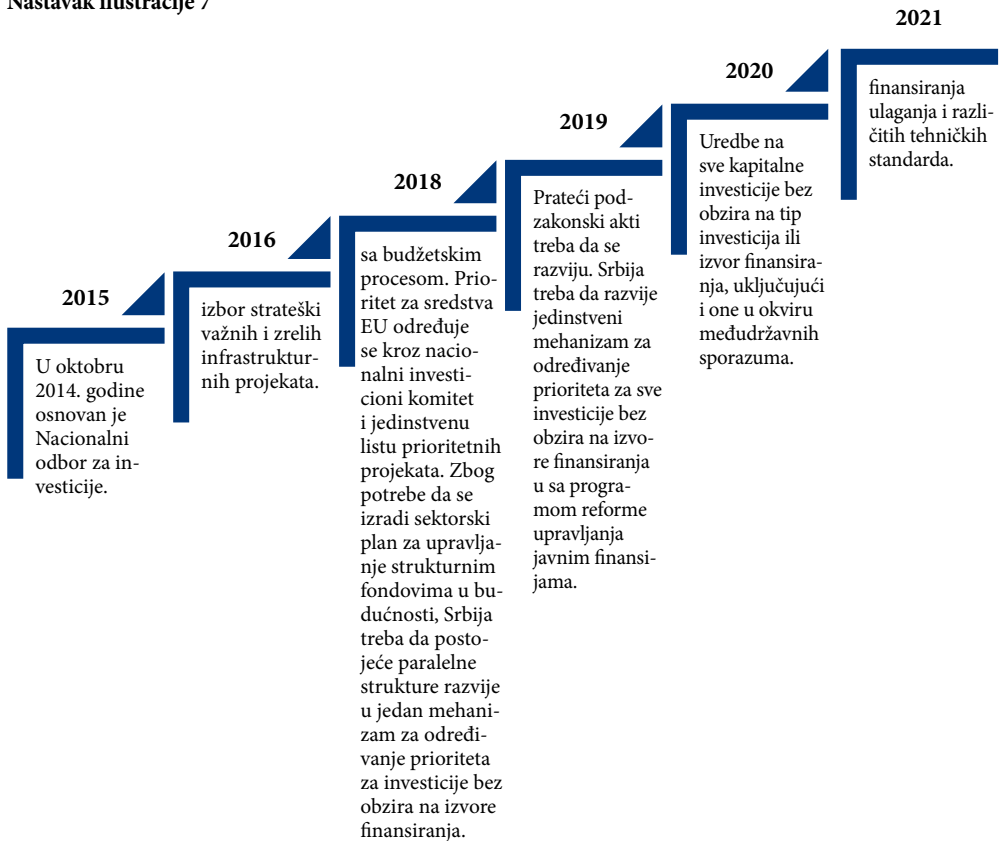 Nastavak ilustracije 7
2015
U oktobru
2014. godine
osnovan je
Nacionalni
odbor za in-
vesticije.
2016
izbor strateški
važnih i zrelih
infrastruktur-
nih projekata.
2018
sa budžetskim
procesom. Prio-
ritet za sredstva
EU određuje
se kroz nacio-
nalni investi-
cioni komitet
i jedinstvenu
listu prioritetnih
projekata. Zbog
potrebe da se
izradi sektorski
plan za upravlja-
nje strukturnim
fondovima u bu-
dućnosti, Srbija
treba da posto-
jeće paralelne
strukture razvije
u jedan mehani-
zam za određi-
vanje prioriteta
za investicije bez
obzira na izvore
finansiranja.
2019
Prateći pod-
zakonski akti
treba da se
razviju. Srbija
treba da razvije
jedinstveni
mehanizam za
određivanje
prioriteta za sve
investicije bez
obzira na izvo-
re finansiranja
u sa progra-
mom reforme
upravljanja
javnim finansi-
jama.
2020
Uredbe na
sve kapitalne
investicije bez
obzira na tip
investicija ili
izvor finansira-
nja, uključujući
i one u okviru
međudržavnih
sporazuma.
2021
finansiranja
ulaganja i razli-
čitih tehničkih
standarda.